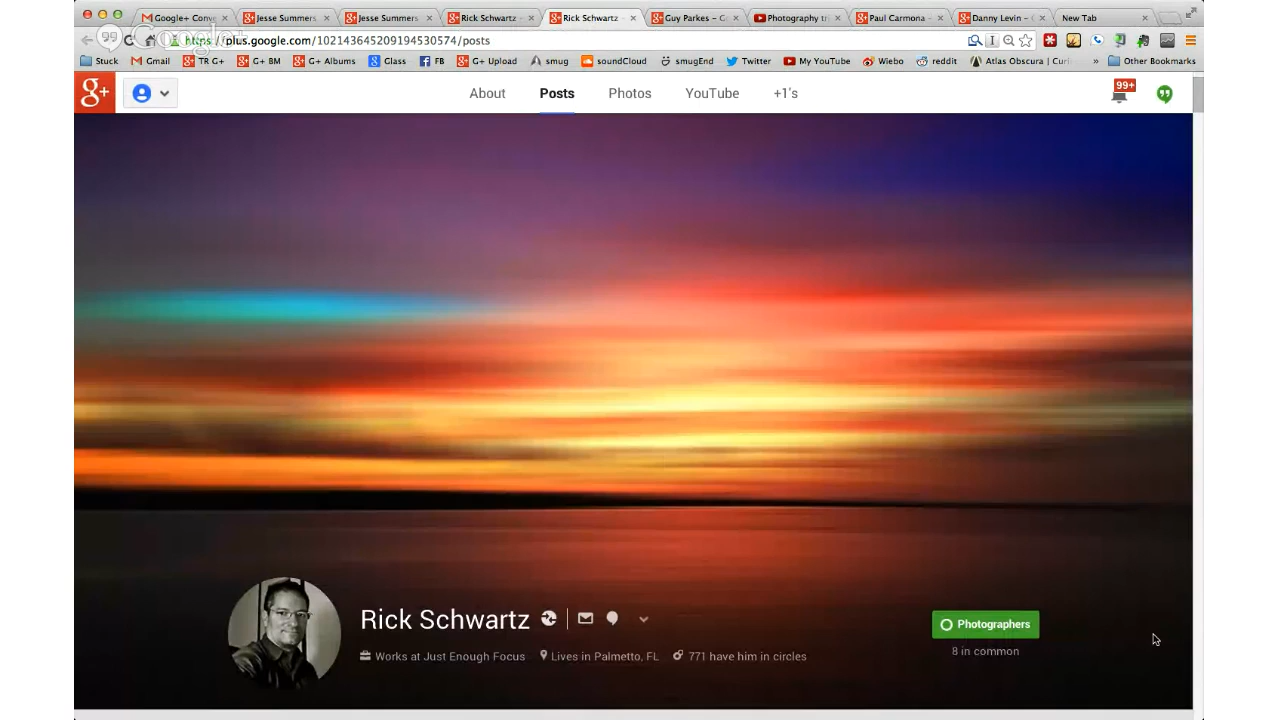 Google+ Conv
Jesse Summers
Jesse Summers
Rick Schwartz -
Rick Schwartz -
Guy Parkes – G
Photography t
Paul Carmona –
Danny Levin – 
New Tab
Google+
https://plus.google.com/102143645209194530574/posts
Stuck
Gmail
TR G+
G+ BM
G+ Albums
Glass
FB
G+ Upload
smug
soundCloud
smugEnd
Twitter
My YouTube
Wiebo
reddit
Atlas Obscura | Curi
»
Other Bookmarks
g+
About
Posts
Photos
YouTube
+1's
99+
Rick Schwartz
Photographers
Works at Just Enough Focus
Lives in Palmetto, FL
771 have him in circles
8 in common